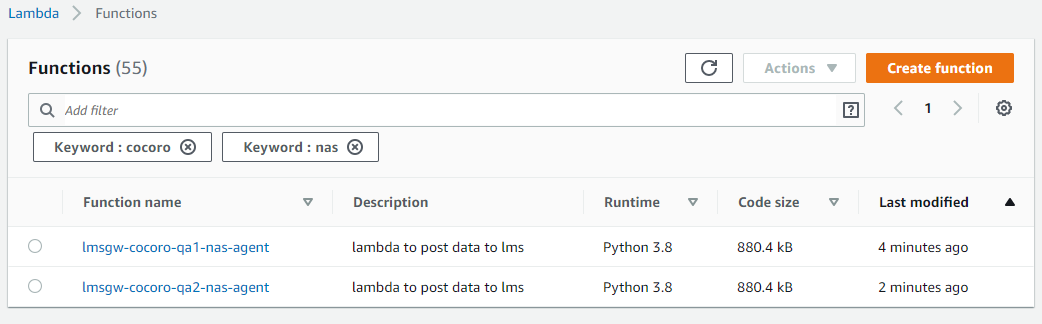 Lambda > Functions
Functions (55)
Actions
Create function
Add filter
?
1
Keyword : cocoro
Keyword : nas
Function name Description Runtime Code size Last modified
lmsgw-cocoro-qa1-nas-agent lambda to post data to lms Python 3.8 880.4 kB 4 minutes ago
lmsgw-cocoro-qa2-nas-agent lambda to post data to lms Python 3.8 880.4 kB 2 minutes ago